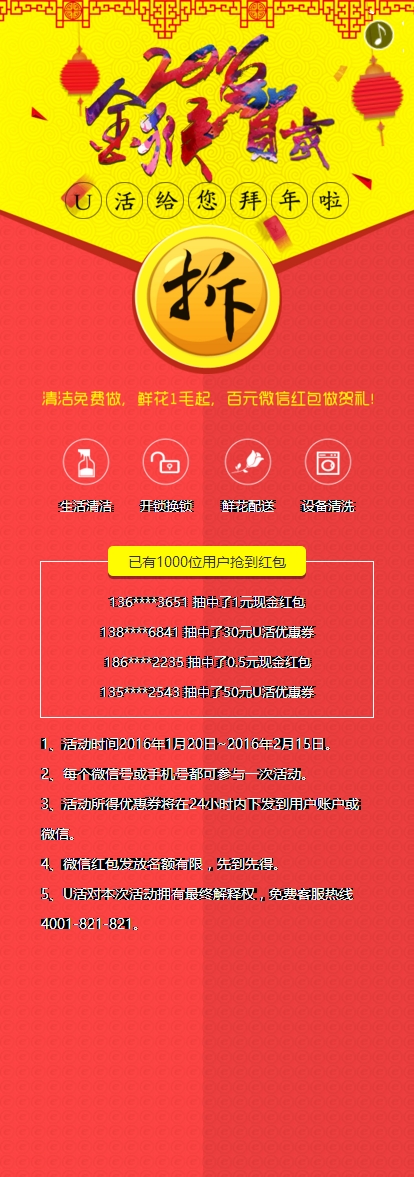 2016
金猴贺岁
U活给您拜年啦
拆
清洁免费做，鲜花1毛起，百元微信红包做贺礼!
生活清洁 开锁换锁 鲜花配送 设备清洗
已有1000位用户抢到红包
136****3651 抽中了1元现金红包
138****6841 抽中了30元U活优惠券
186****2235 抽中了0.5元现金红包
135****2543 抽中了50元U活优惠券
1、活动时间2016年1月20日~2016年2月15日。
2、每个微信号或手机号都可参与一次活动。
3、活动所得优惠券将在24小时内下发到用户账户或
微信。
4、微信红包发放名额有限，先到先得。
5、U活对本次活动拥有最终解释权，免费客服热线
4001-821-821。